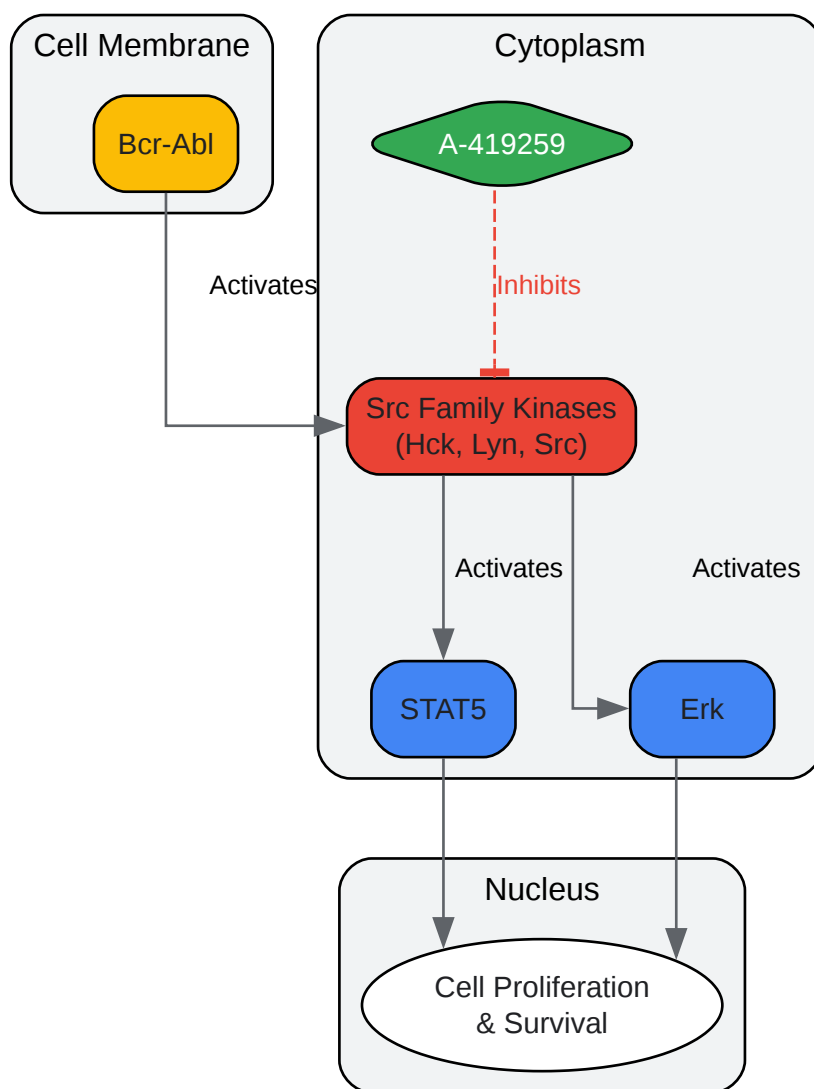 Cell Membrane
Cytoplasm
Bcr-Abl
A-419259
Activates
Inhibits
Src Family Kinases
(Hck, Lyn, Src)
Activates
Activates
STAT5
Erk
Nucleus
Cell Proliferation
& Survival